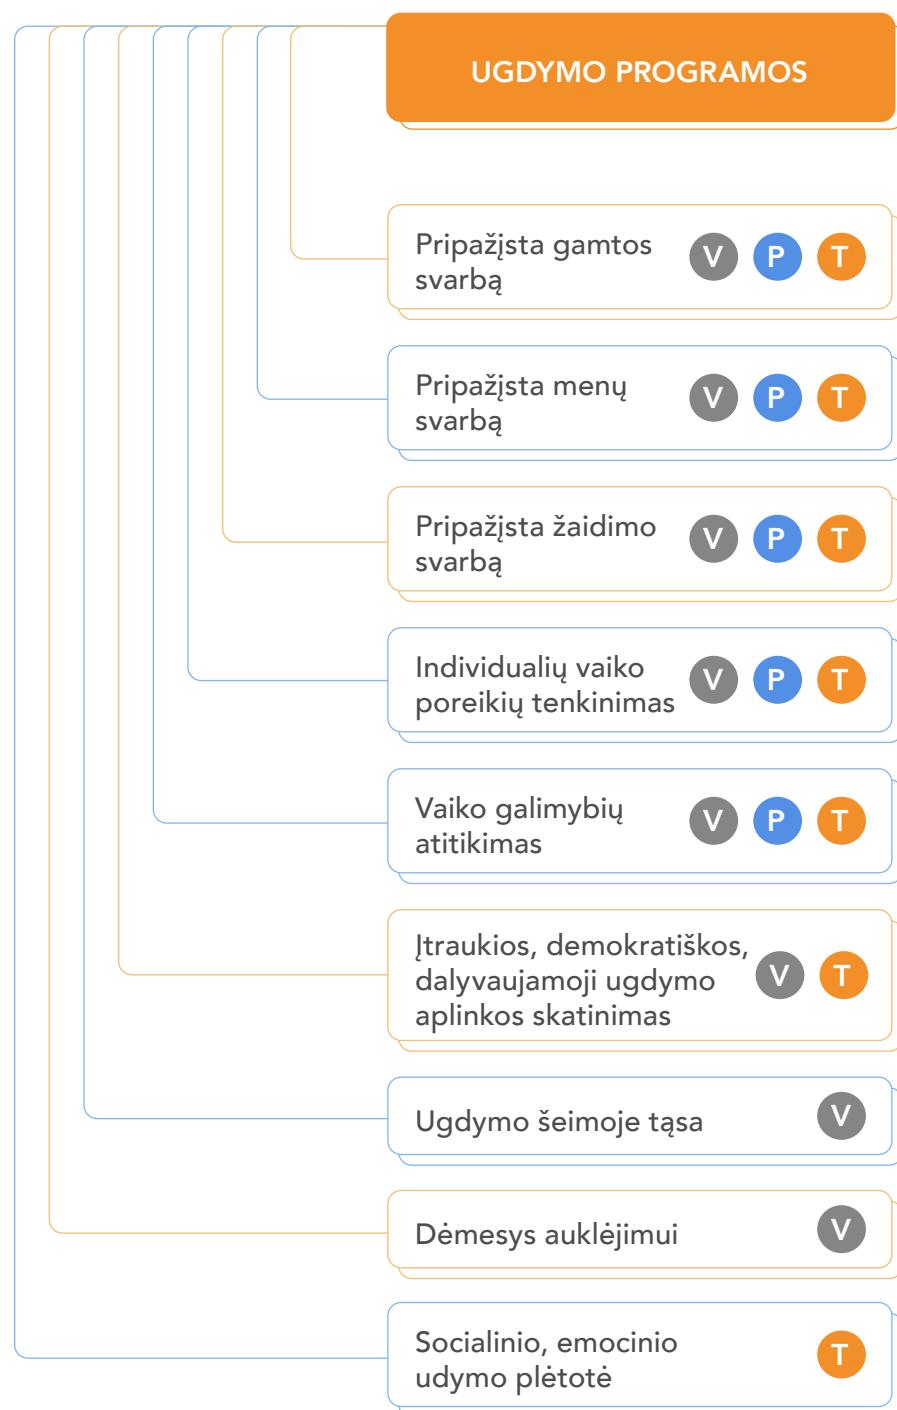 UGDYMO PROGRAMOS
Pripažįsta gamtos
svarbą
V P T
Pripažįsta menų
svarbą
V P T
Pripažįsta žaidimo
svarbą
V P T
Individualių vaiko
poreikių tenkinimas
V P T
Vaiko galimybių
atitikimas
V P T
Įtraukios, demokratiškos,
dalyvaujamoji ugdymo
aplinkos skatinimas
V T
Ugdymo šeimoje tąsa
V
Dėmesys auklėjimui
V
Socialinio, emocinio
udymo plėtotė
T